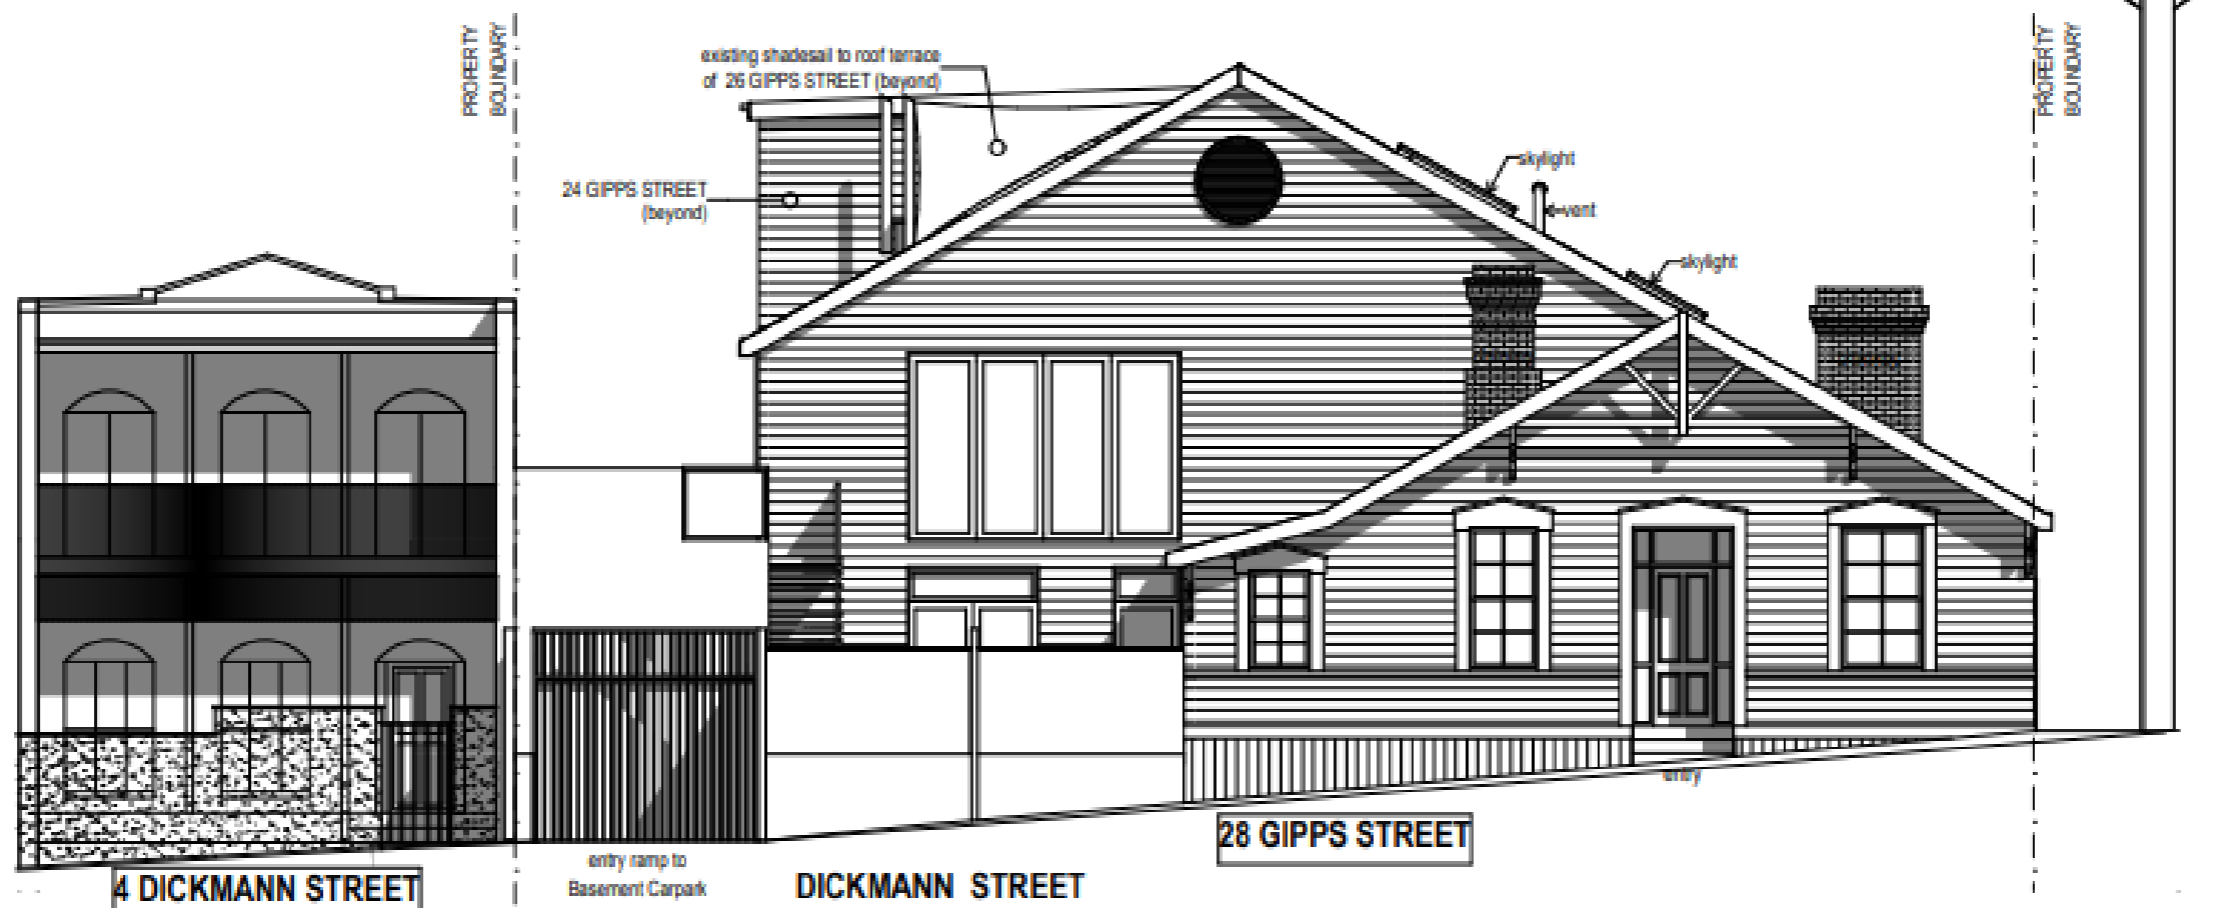 PROPERTY
BOUNDARY
existing shadesail to roof terrace
of 26 GIPPS STREET (beyond)
PROPERTY
BOUNDARY
skylight
24 GIPPS STREET
(beyond)
vent
skylight
entry
28 GIPPS STREET
entry ramp to
Basement Carpark
4 DICKMANN STREET
DICKMANN STREET